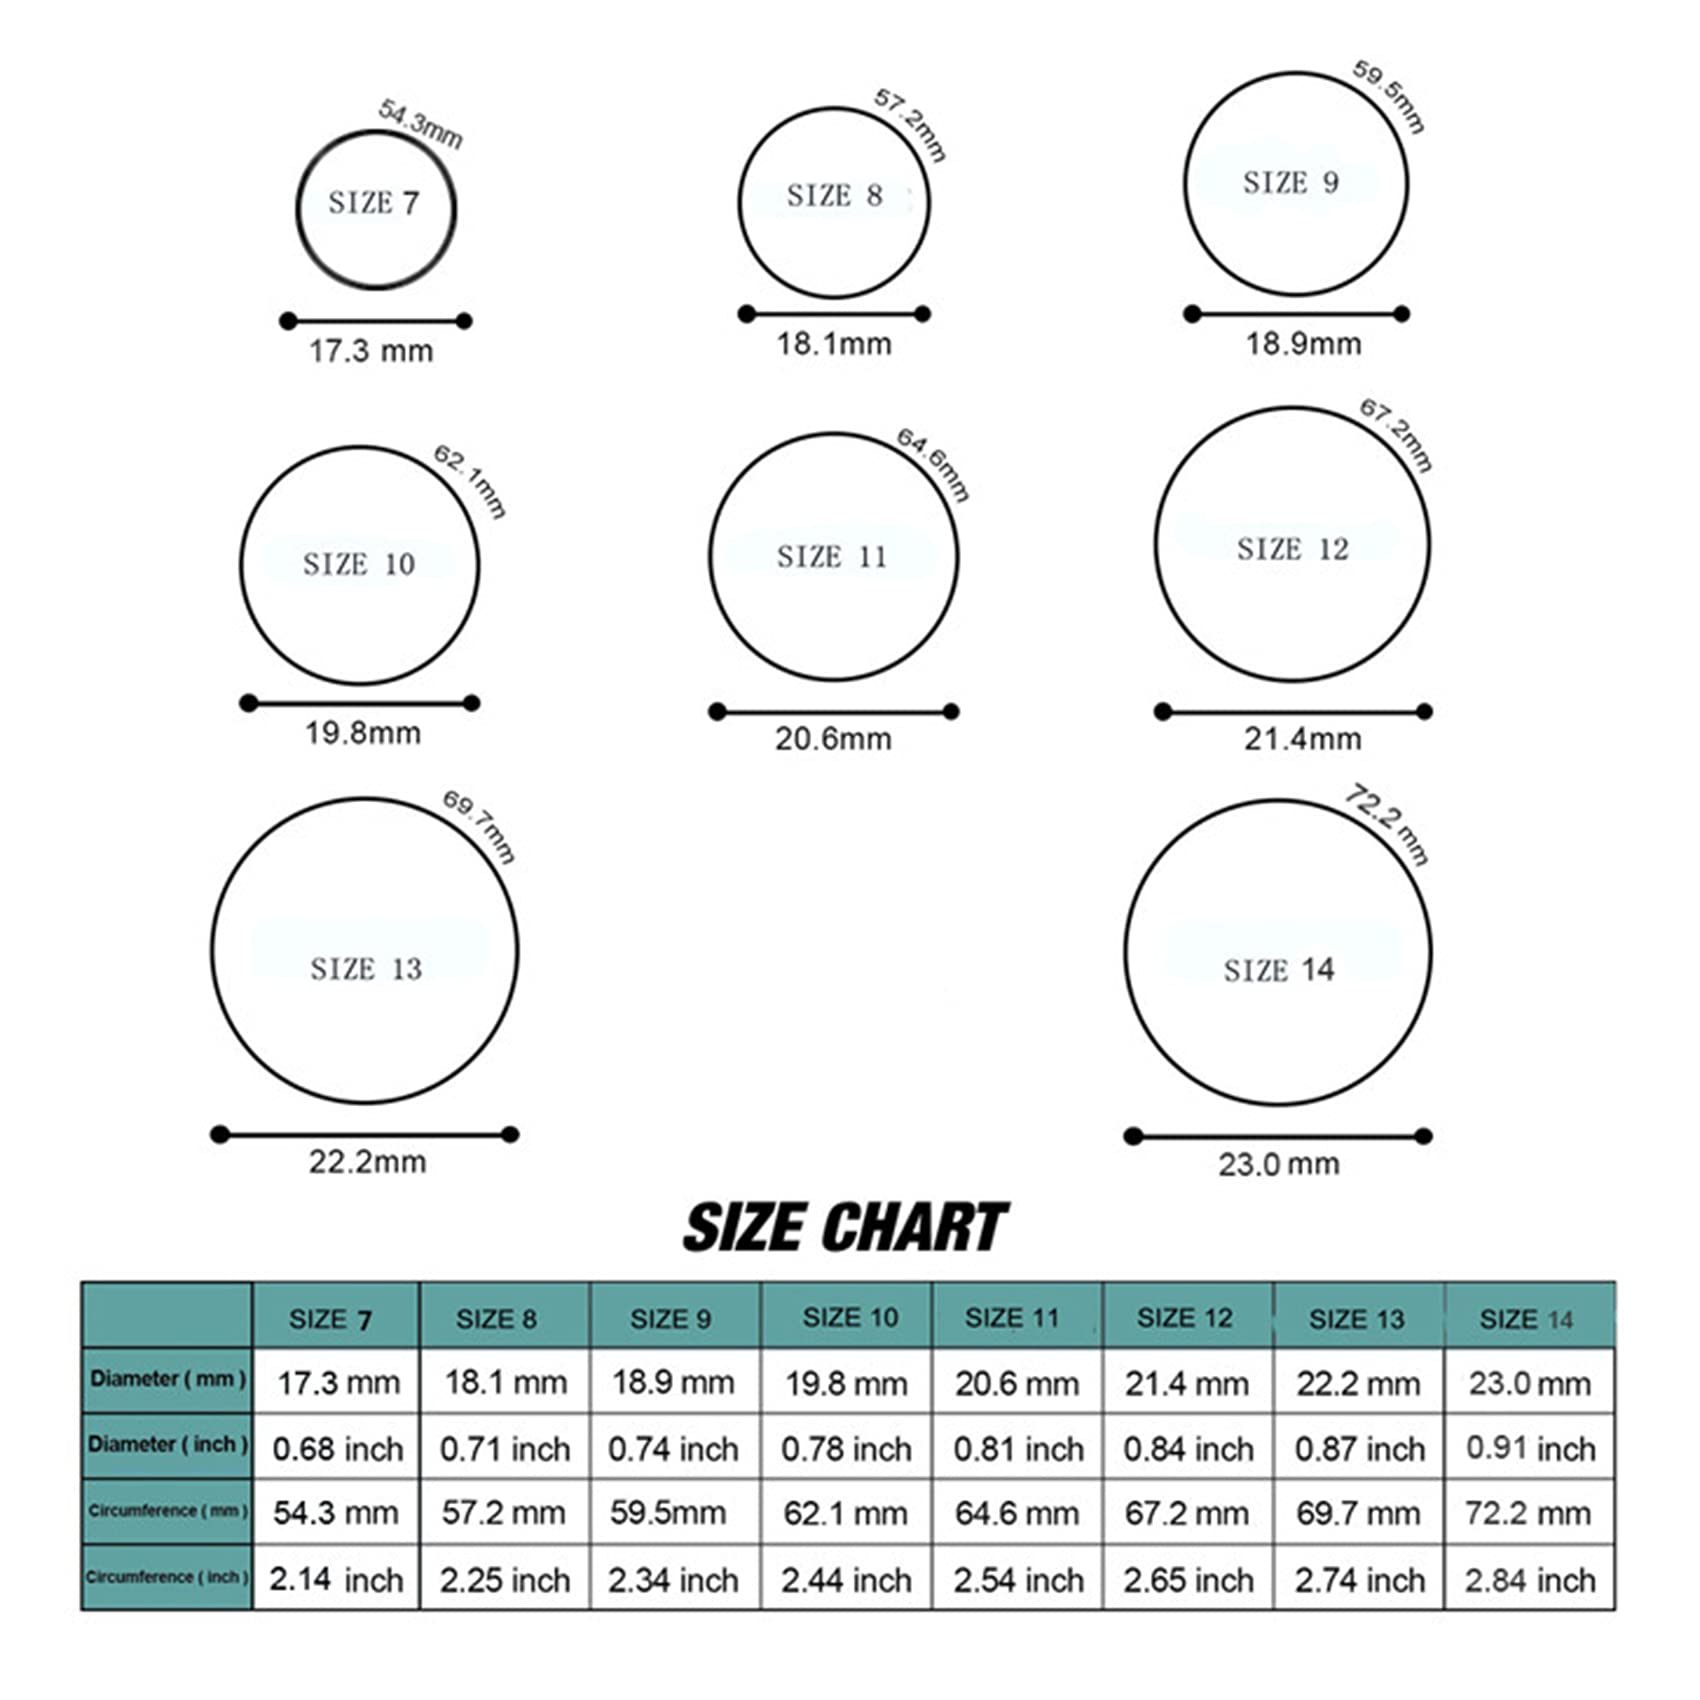 54.3mm
SIZE 7
17.3 mm
57.2mm
SIZE 8
18.1mm
59.5mm
SIZE 9
18.9mm
62.1mm
SIZE 10
19.8mm
64.6mm
SIZE 11
20.6mm
67.2mm
SIZE 12
21.4mm
69.7mm
SIZE 13
22.2mm
72.2 mm
SIZE 14
23.0 mm
SIZE CHART
SIZE 7 SIZE 8 SIZE 9 SIZE 10 SIZE 11 SIZE 12 SIZE 13 SIZE 14
Diameter ( mm ) 17.3 mm 18.1 mm 18.9 mm 19.8 mm 20.6 mm 21.4 mm 22.2 mm 23.0 mm
Diameter ( inch ) 0.68 inch 0.71 inch 0.74 inch 0.78 inch 0.81 inch 0.84 inch 0.87 inch 0.91 inch
Circumference ( mm ) 54.3 mm 57.2 mm 59.5mm 62.1 mm 64.6 mm 67.2 mm 69.7 mm 72.2 mm
Circumference ( inch ) 2.14 inch 2.25 inch 2.34 inch 2.44 inch 2.54 inch 2.65 inch 2.74 inch 2.84 inch